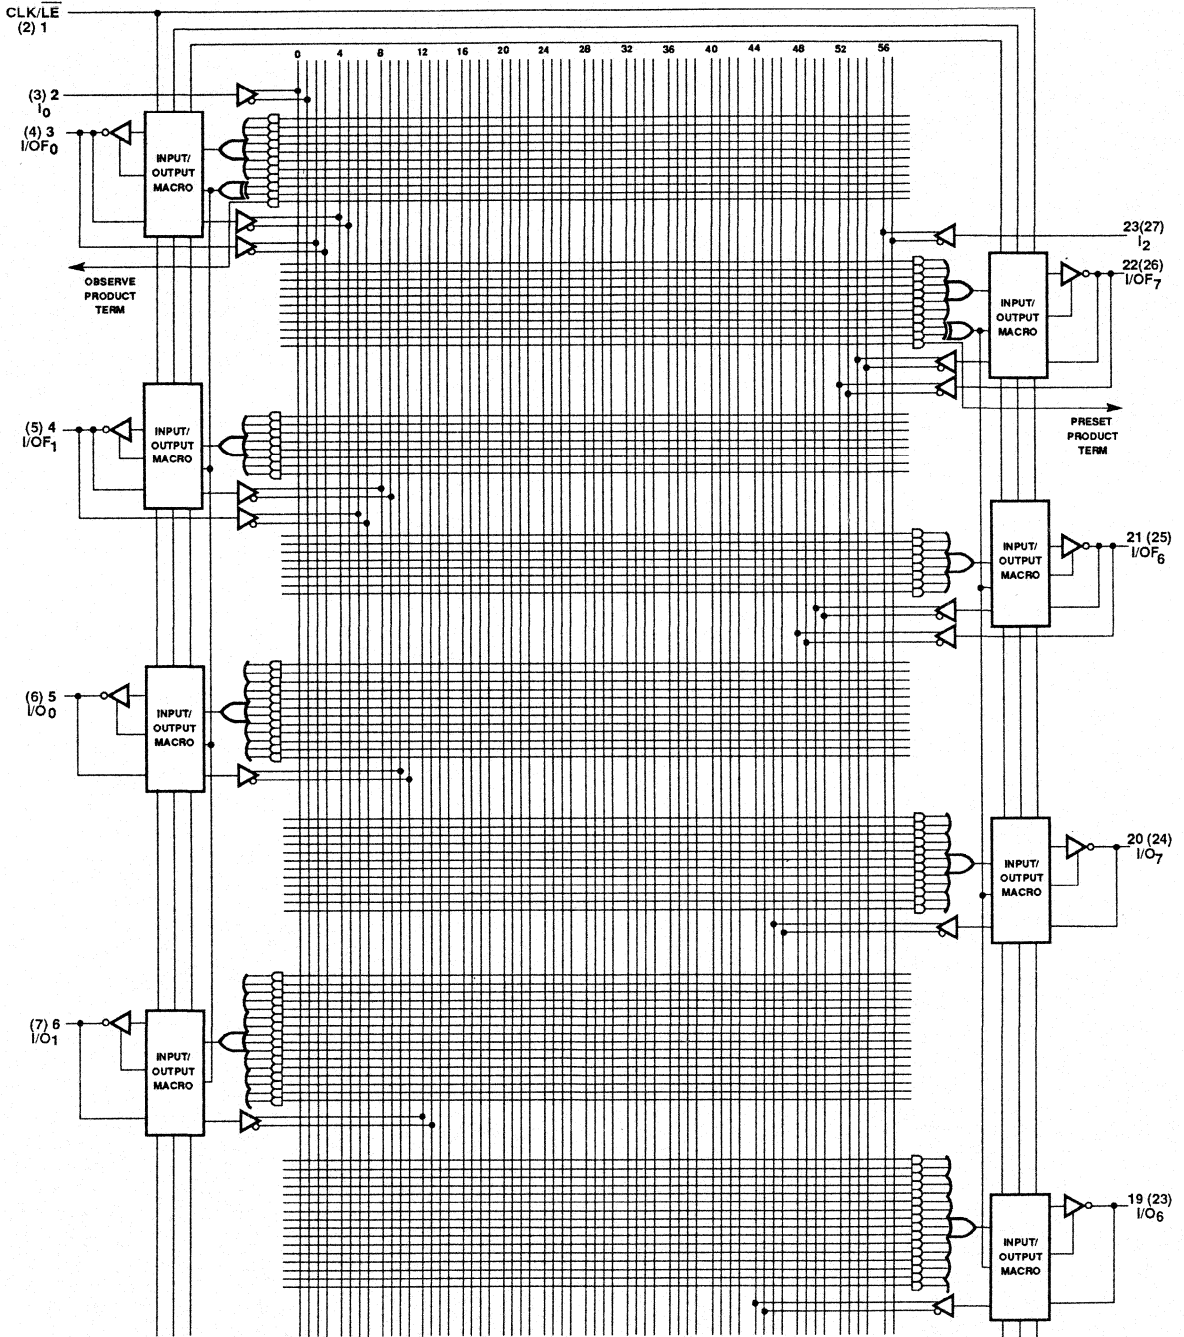 CLK/LE
(2) 1
0 4 8 12 16 20 24 28 32 36 40 44 48 52 56
(3) 2
I0
(4) 3
I/OF0
INPUT/
OUTPUT
MACRO
OBSERVE
PRODUCT
TERM
23(27)
I2
22(26)
I/OF7
INPUT/
OUTPUT
MACRO
PRESET
PRODUCT
TERM
(5) 4
I/OF1
INPUT/
OUTPUT
MACRO
21 (25)
I/OF6
INPUT/
OUTPUT
MACRO
(6) 5
I/O0
INPUT/
OUTPUT
MACRO
20 (24)
I/O7
INPUT/
OUTPUT
MACRO
(7) 6
I/O1
INPUT/
OUTPUT
MACRO
19 (23)
I/O6
INPUT/
OUTPUT
MACRO